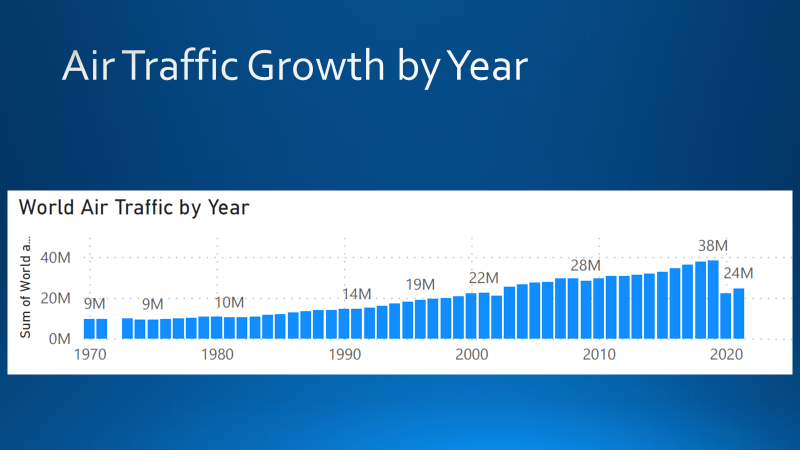 Air Traffic Growth by Year
World Air Traffic by Year
Sum of World a...
40M
20M
0M
9M
9M
10M
14M
19M
22M
28M
38M
24M
1970
1980
1990
2000
2010
2020